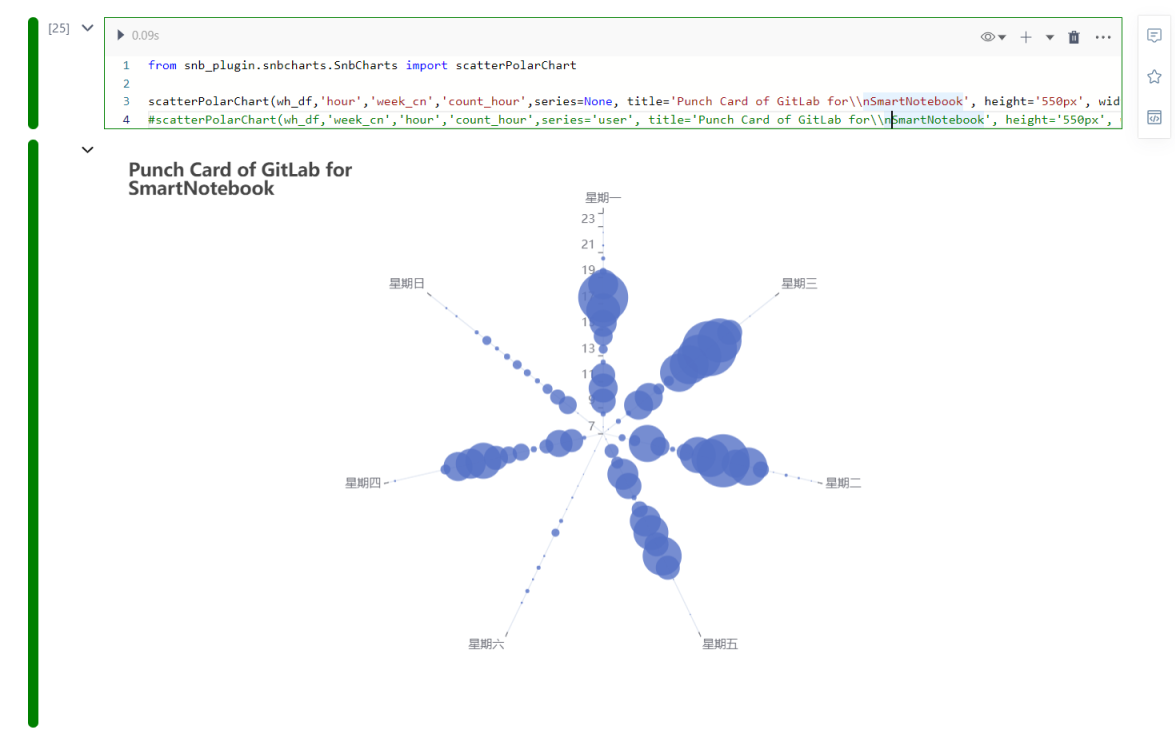 [25]
0.09s
1 from snb_plugin.snbcharts.SnbCharts import scatterPolarChart
2
3 scatterPolarChart(wh_df,'hour','week_cn','count_hour',series=None, title='Punch Card of GitLab for\\nSmartNotebook', height='550px', wid
4 #scatterPolarChart(wh_df,'week_cn','hour','count_hour',series='user', title='Punch Card of GitLab for\\nSmartNotebook', height='550px',
Punch Card of GitLab for
SmartNotebook
星期一
23
21
19
13
11
9
7
星期日
星期三
星期四
星期二
星期六
星期五